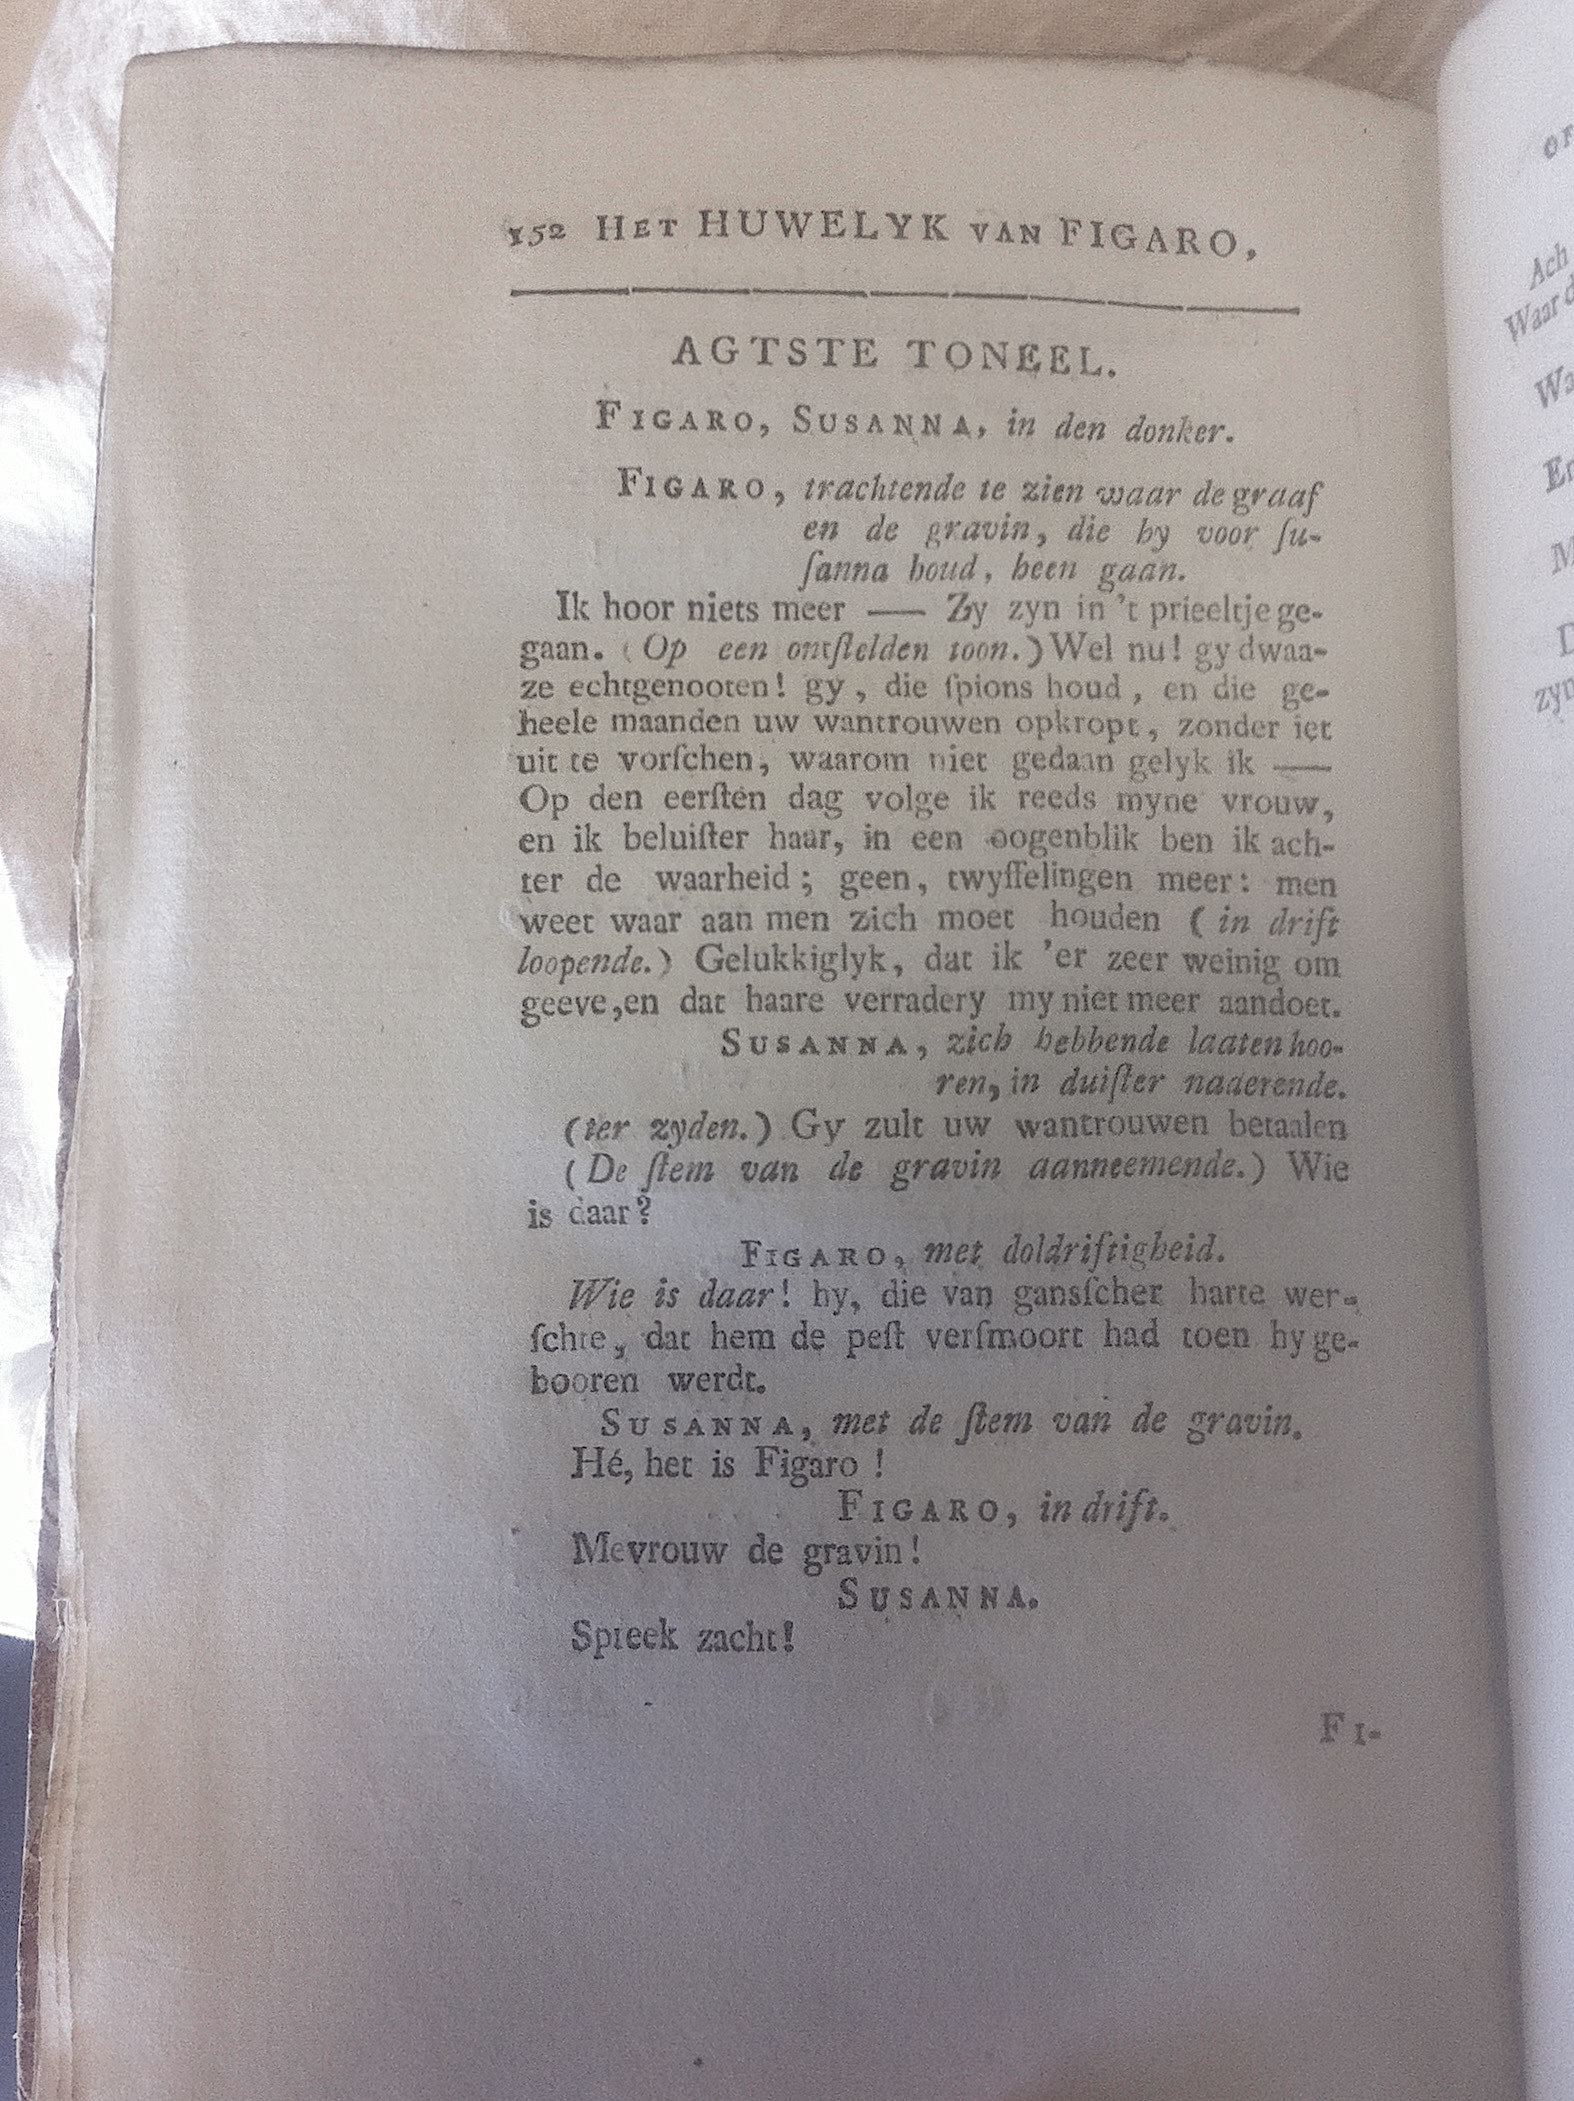 152 HET HUWELYK VAN FIGARO,
AGTSTE TONEEL.
FIGARO, SUSANNA, in den donker.
FIGARO, trachtende te zien waar de graaf
en de gravin, die hy voor ſu-
ſanna houd, heen gaan.
Ik hoor niets meer —— Zy zyn in 't prieeltje ge-
gaan. (Op een ontſtelden toon.) Wel nu! gy dwaa-
ze echtgenooten! gy, die ſpions houd, en die ge-
heele maanden uw wantrouwen opkropt, zonder iet
uit te vorſchen, waarom niet gedaan gelyk ik ——
Op den eerſten dag volge ik reeds myne vrouw,
en ik beluiſter haar, in een oogenblik ben ik ach-
ter de waarheid; geen, twyffelingen meer: men
weet waar aan men zich moet houden (in drift
loopende.) Gelukkiglyk, dat ik 'er zeer weinig om
geeve,en dat haare verradery my niet meer aandoet.
SUSANNA, zich hebbende laaten hoo-
ren, in duiſter naderende.
(ter zyden.) Gy zult uw wantrouwen betaalen
(De ſtem van de gravin aanneemende.) Wie
is daar?
FIGARO, met doldriftigheid.
Wie is daar! hy, die van ganſcher harte wer-
ſchte, dat hem de peſt verſmoort had toen hy ge-
booren werdt.
SUSANNA, met de ſtem van de gravin.
Hé, het is Figaro!
FIGARO, in drift.
Mevrouw de gravin!
SUSANNA.
Spreek zacht!
FI-
Ach
Waar